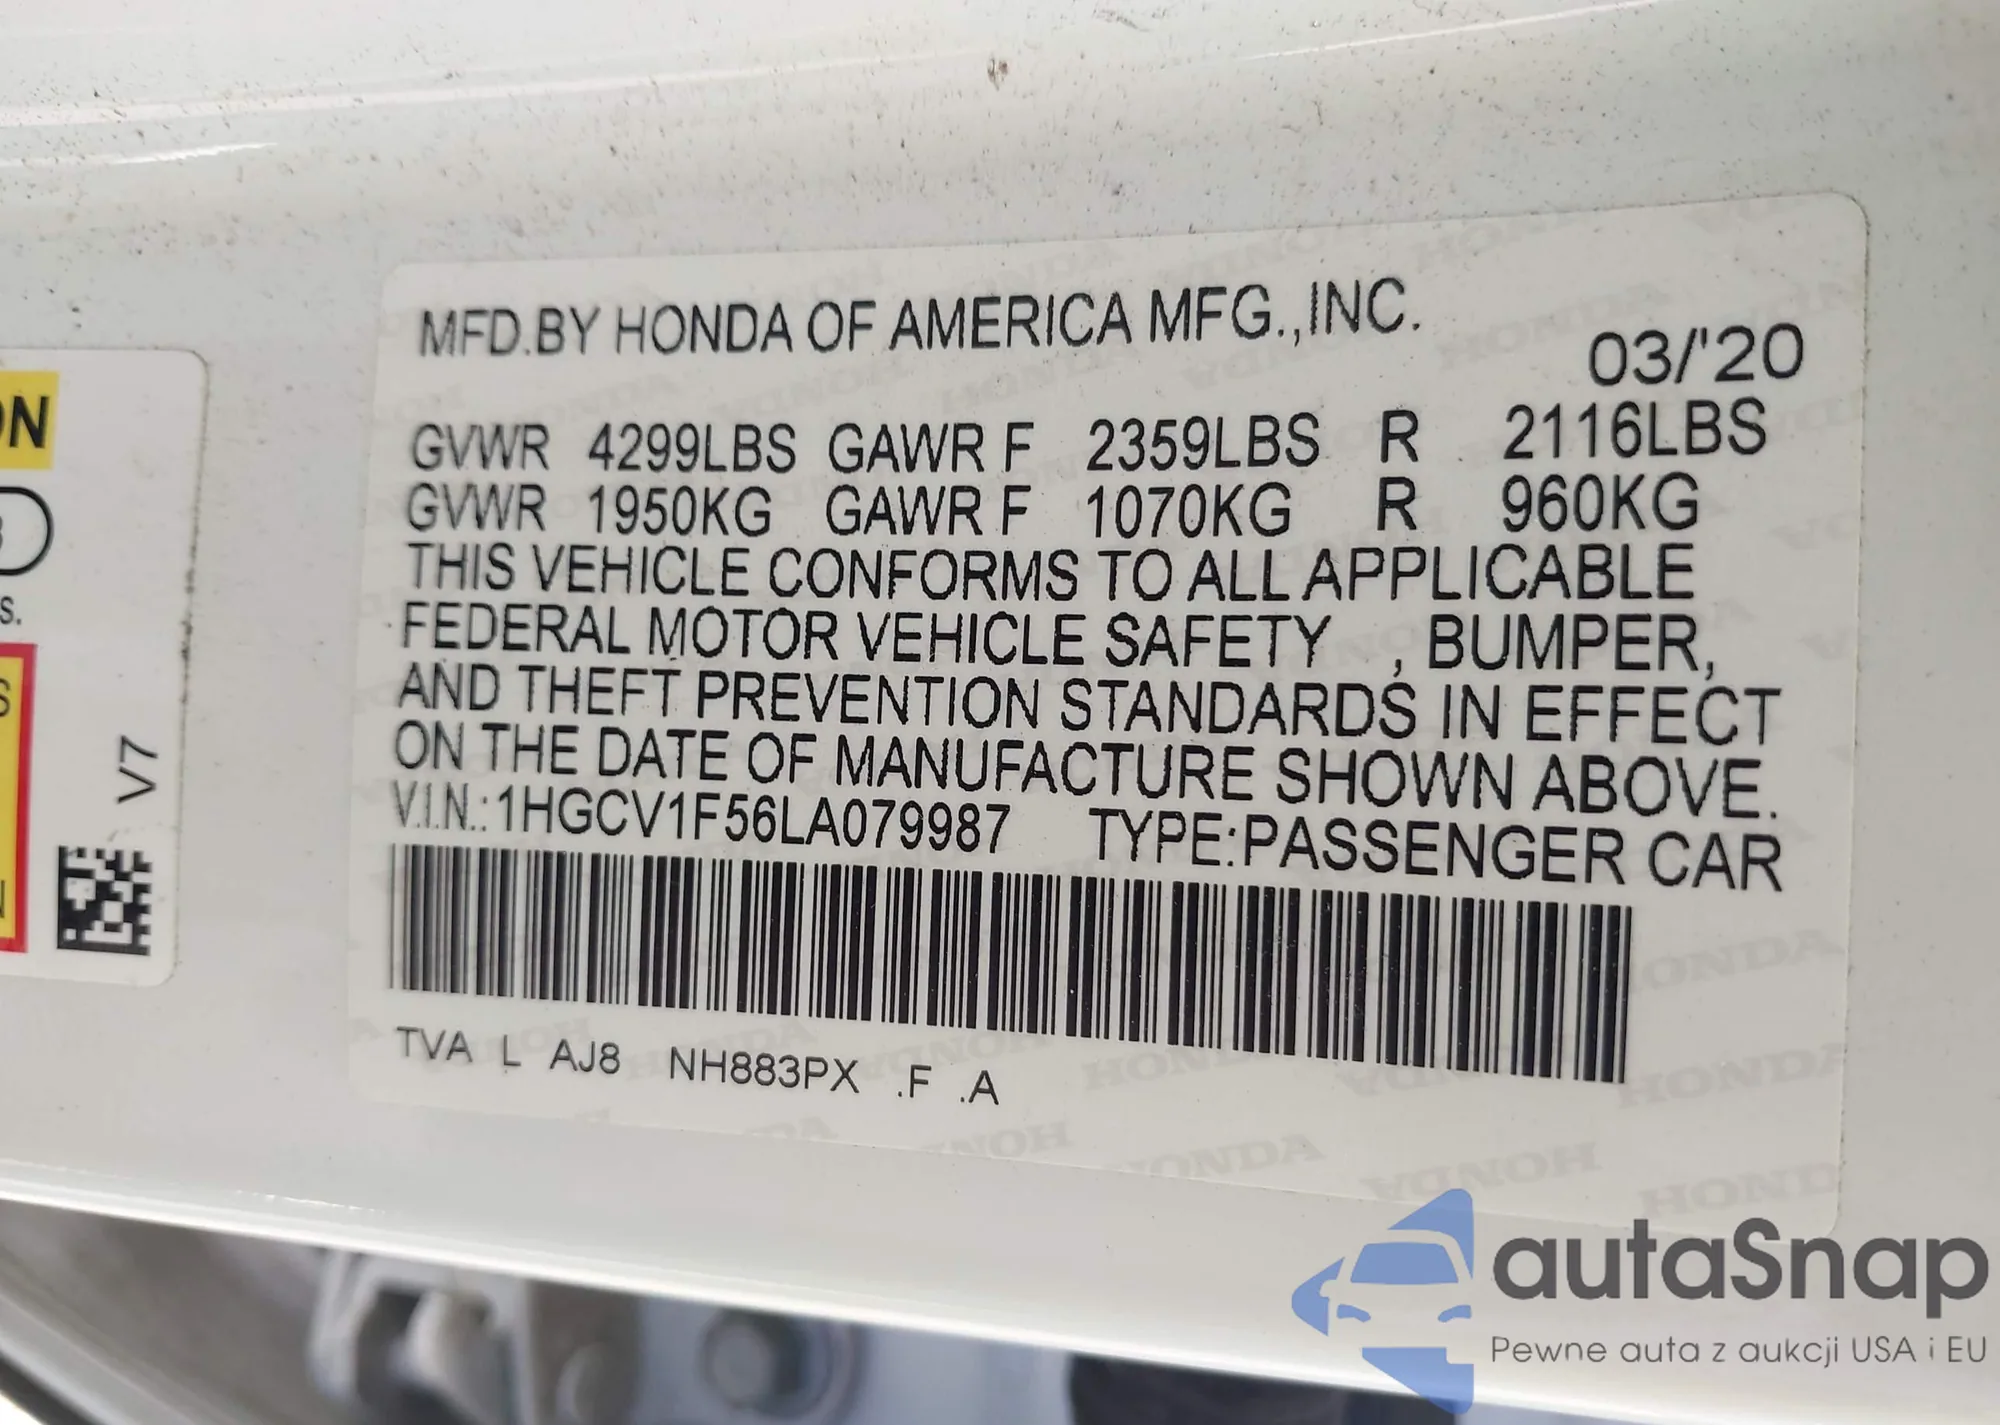 MFD.BY HONDA OF AMERICA MFG.,INC.
03/'20
GVWR 4299LBS GAWR F 2359LBS R 2116LBS
GVWR 1950KG GAWR F 1070KG R 960KG
THIS VEHICLE CONFORMS TO ALL APPLICABLE
FEDERAL MOTOR VEHICLE SAFETY , BUMPER,
AND THEFT PREVENTION STANDARDS IN EFFECT
ON THE DATE OF MANUFACTURE SHOWN ABOVE.
V.I.N.: 1HGCV1F56LA079987 TYPE:PASSENGER CAR
TVA L AJ8 NH883PX .F .A
V7
autaSnap
Pewne auta z aukcji USA i EU